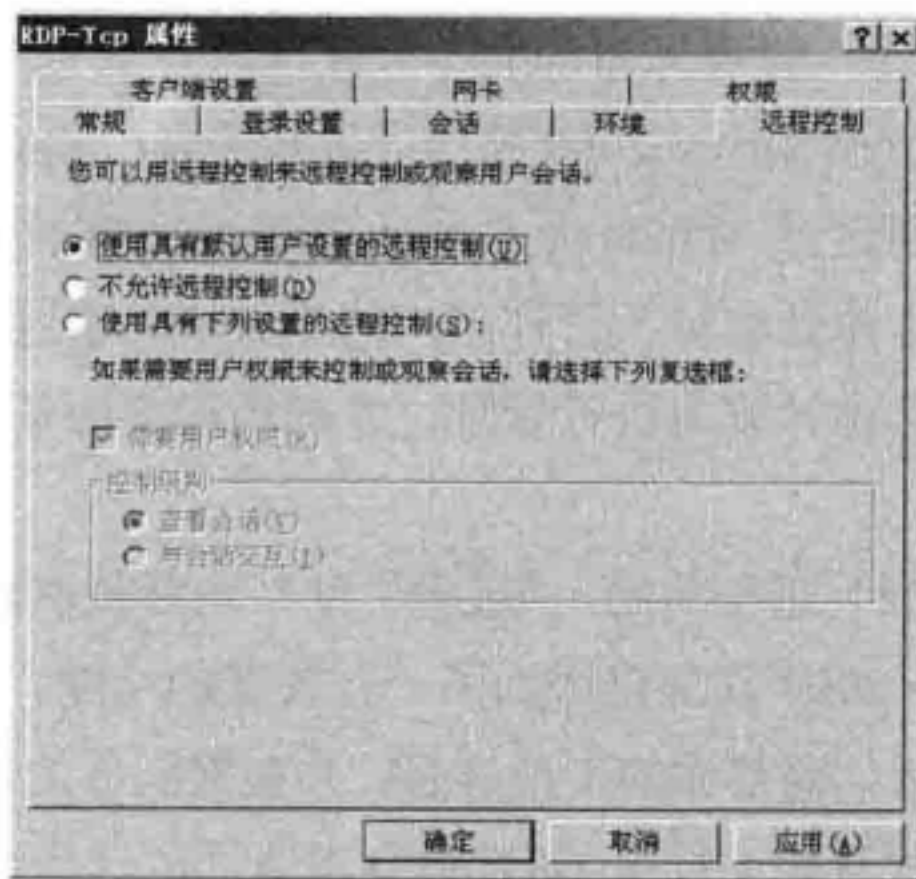 RDP-Tcp 属性
客户端设置 网卡 权限
常规 登录设置 会话 环境 远程控制
您可以用远程控制来远程控制或观察用户会话。
使用具有默认用户设置的远程控制(U)
不允许远程控制(D)
使用具有下列设置的远程控制(S):
如果需要用户权限来控制或观察会话，请选择下列复选框:
需要用户权限(R)
控制级别
查看会话(V)
与会话交互(I)
确定 取消 应用(A)